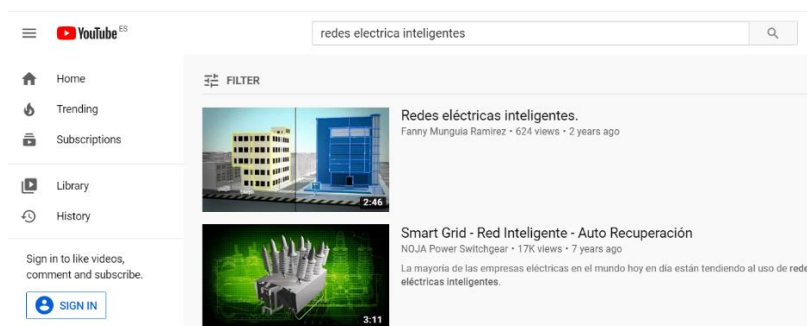 YouTube ES
redes electrica inteligentes
Home
Trending
Subscriptions
Library
History
Sign in to like videos,
comment and subscribe.
SIGN IN
FILTER
2:46
Redes eléctricas inteligentes.
Fanny Munguia Ramirez • 624 views • 2 years ago
3:11
Smart Grid - Red Inteligente - Auto Recuperación
NOJA Power Switchgear • 17K views • 7 years ago
La mayoría de las empresas eléctricas en el mundo hoy en día están tendiendo al uso de rede
eléctricas inteligentes.